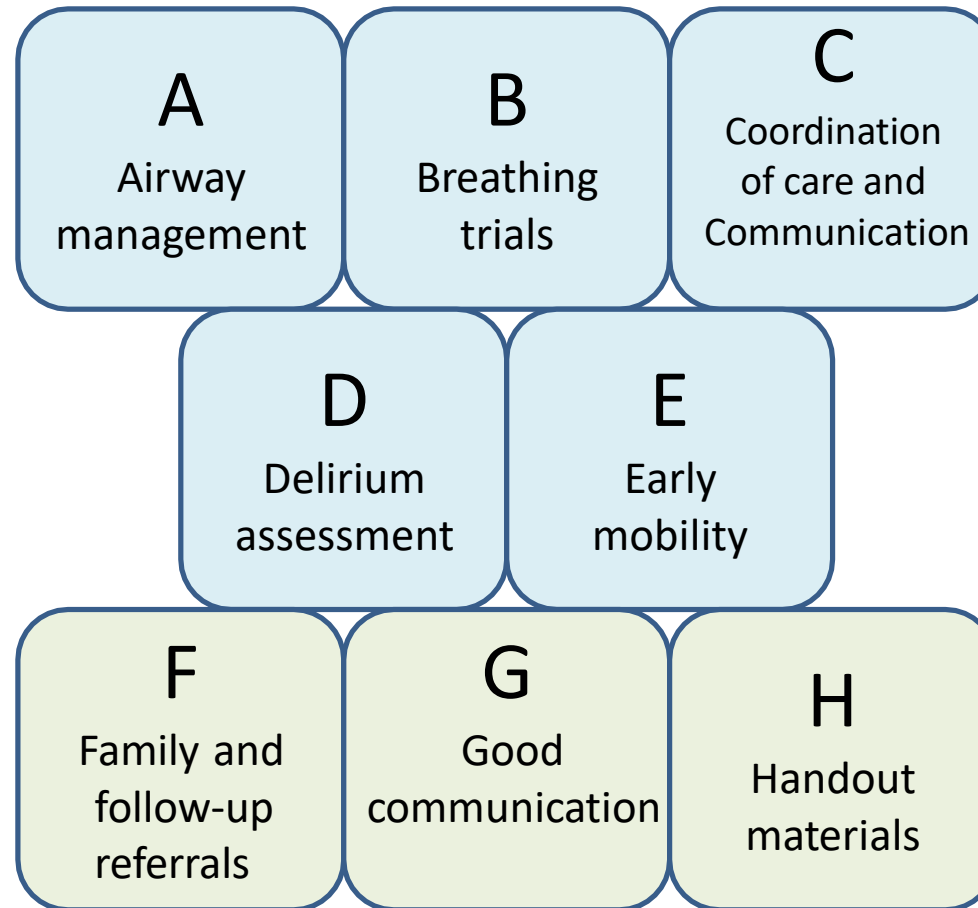 A
Airway
management
B
Breathing
trials
C
Coordination
of care and
Communication
D
Delirium
assessment
E
Early
mobility
F
Family and
follow-up
referrals
G
Good
communication
H
Handout
materials